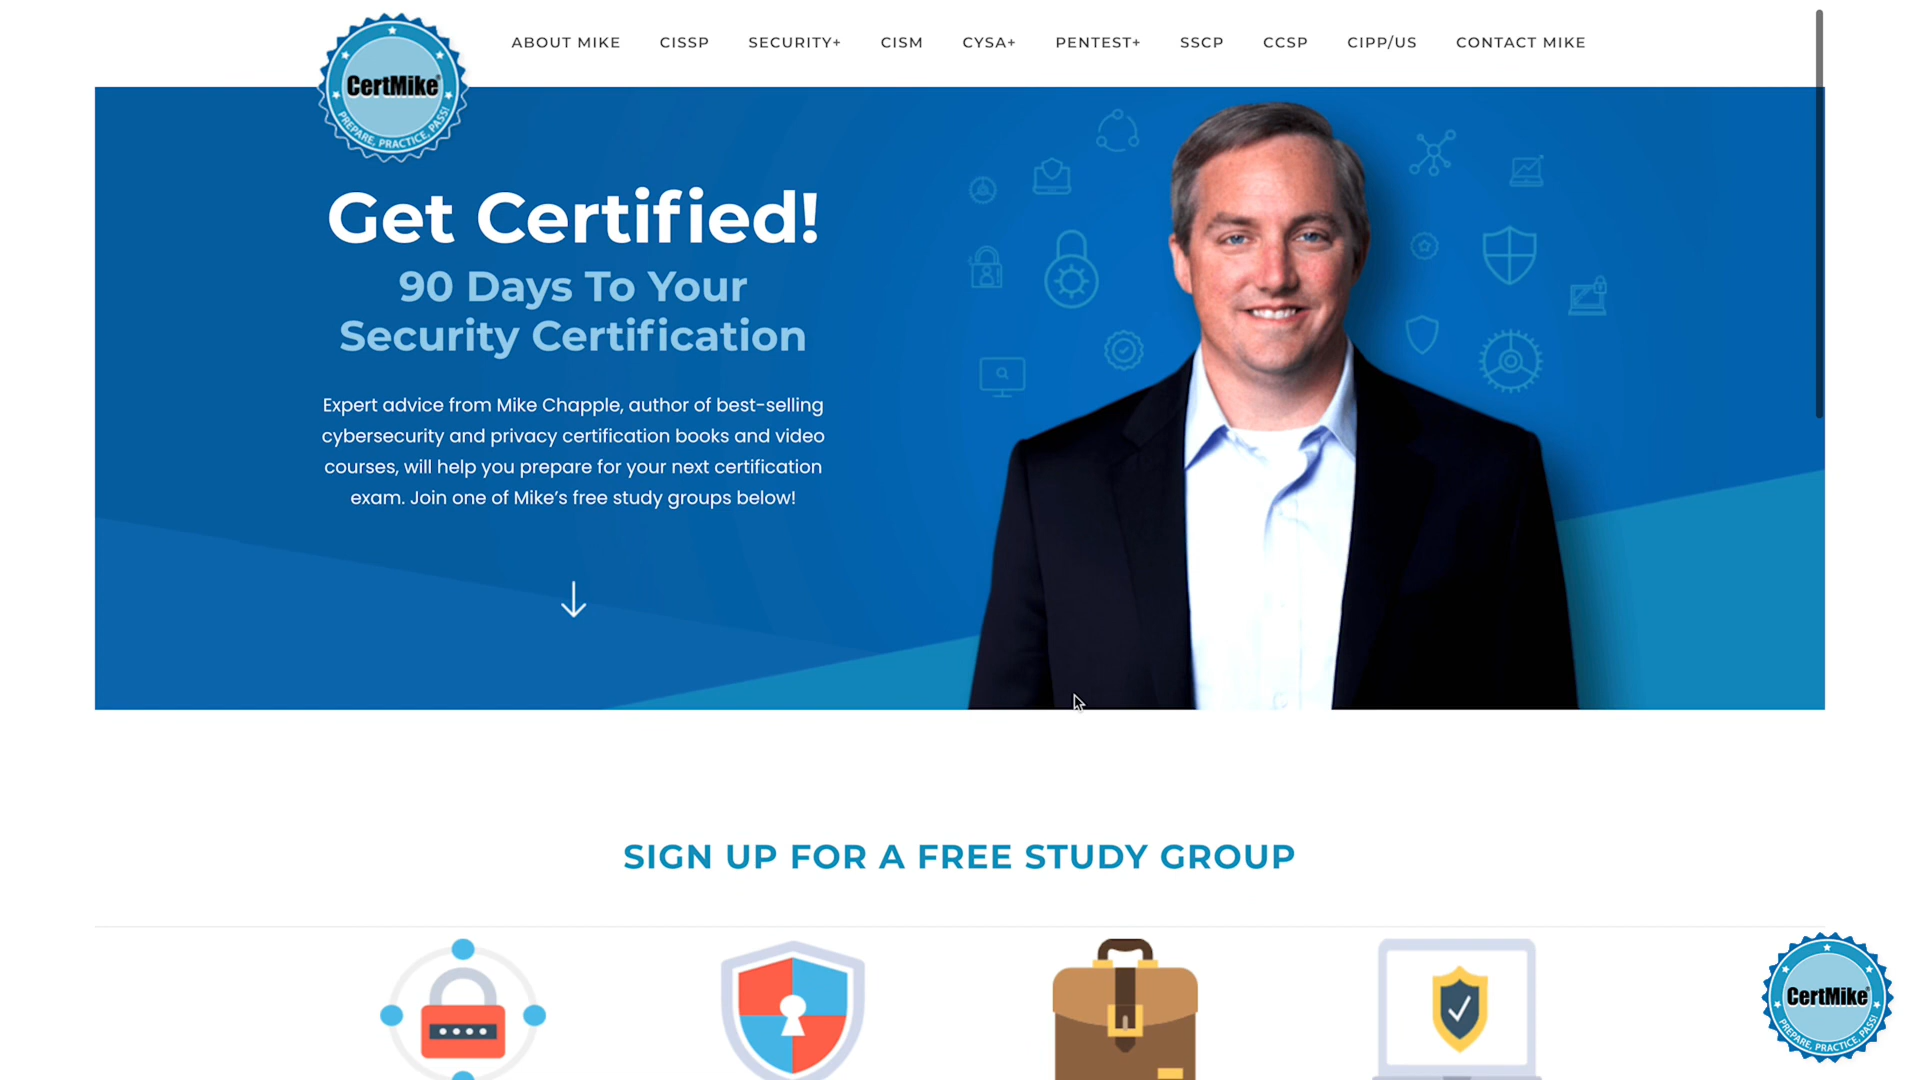 ABOUT MIKE CISSP SECURITY+ CISM CYSA+ PENTEST+ SSCP CCSP CIPP/US CONTACT MIKE
CertMike®
PREPARE, PRACTICE, PASS!
Get Certified!
90 Days To Your
Security Certification
Expert advice from Mike Chapple, author of best-selling
cybersecurity and privacy certification books and video
courses, will help you prepare for your next certification
exam. Join one of Mike’s free study groups below!
SIGN UP FOR A FREE STUDY GROUP
CertMike®
PREPARE, PRACTICE, PASS!